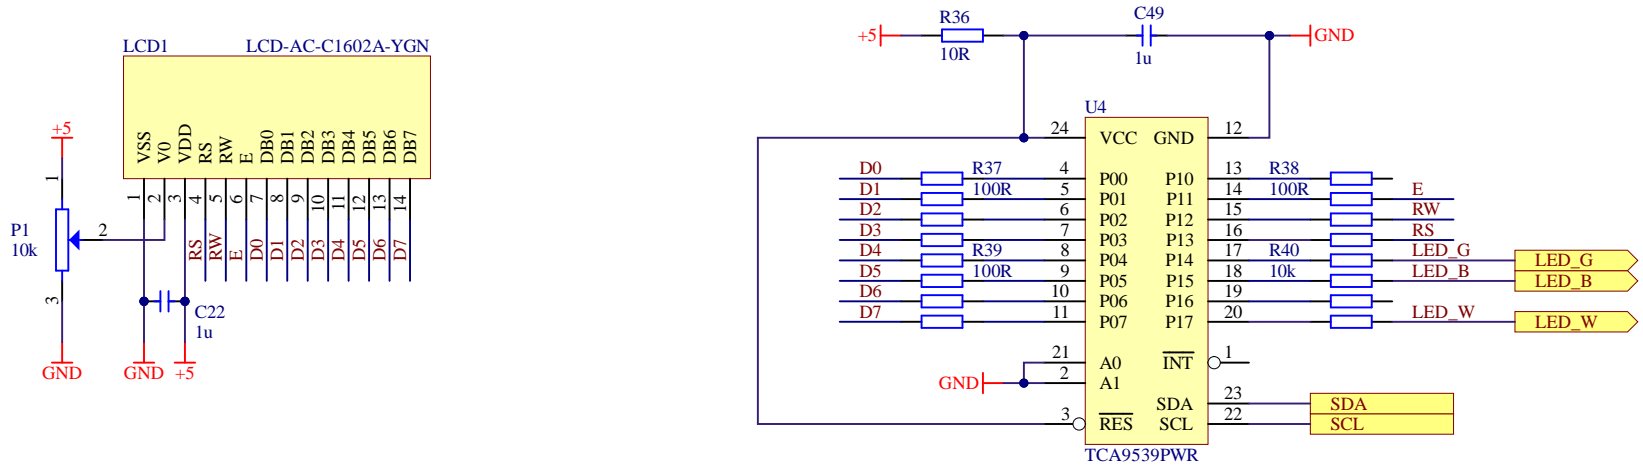 LCD1 LCD-AC-C1602A-YGN
VSS V0 VDD RS RW E DB0 DB1 DB2 DB3 DB4 DB5 DB6 DB7
1 2 3 4 5 6 7 8 9 10 11 12 13 14
RS RW E D0 D1 D2 D3 D4 D5 D6 D7
+5
1
P1 2
10k
3
GND
C22
1u
GND +5
R36 C49
+5 GND
10R 1u
U4
24 VCC GND 12
D0 R37 4 P00 P10 13 R38
D1 100R 5 P01 P11 14 100R E
D2 6 P02 P12 15 RW
D3 7 P03 P13 16 RS
D4 R39 8 P04 P14 17 R40 LED_G LED_G
D5 100R 9 P05 P15 18 10k LED_B LED_B
D6 10 P06 P16 19
D7 11 P07 P17 20 LED_W LED_W
21 A0 INT 1
GND 2 A1
SDA 23 SDA
3 RES SCL 22 SCL
TCA9539PWR